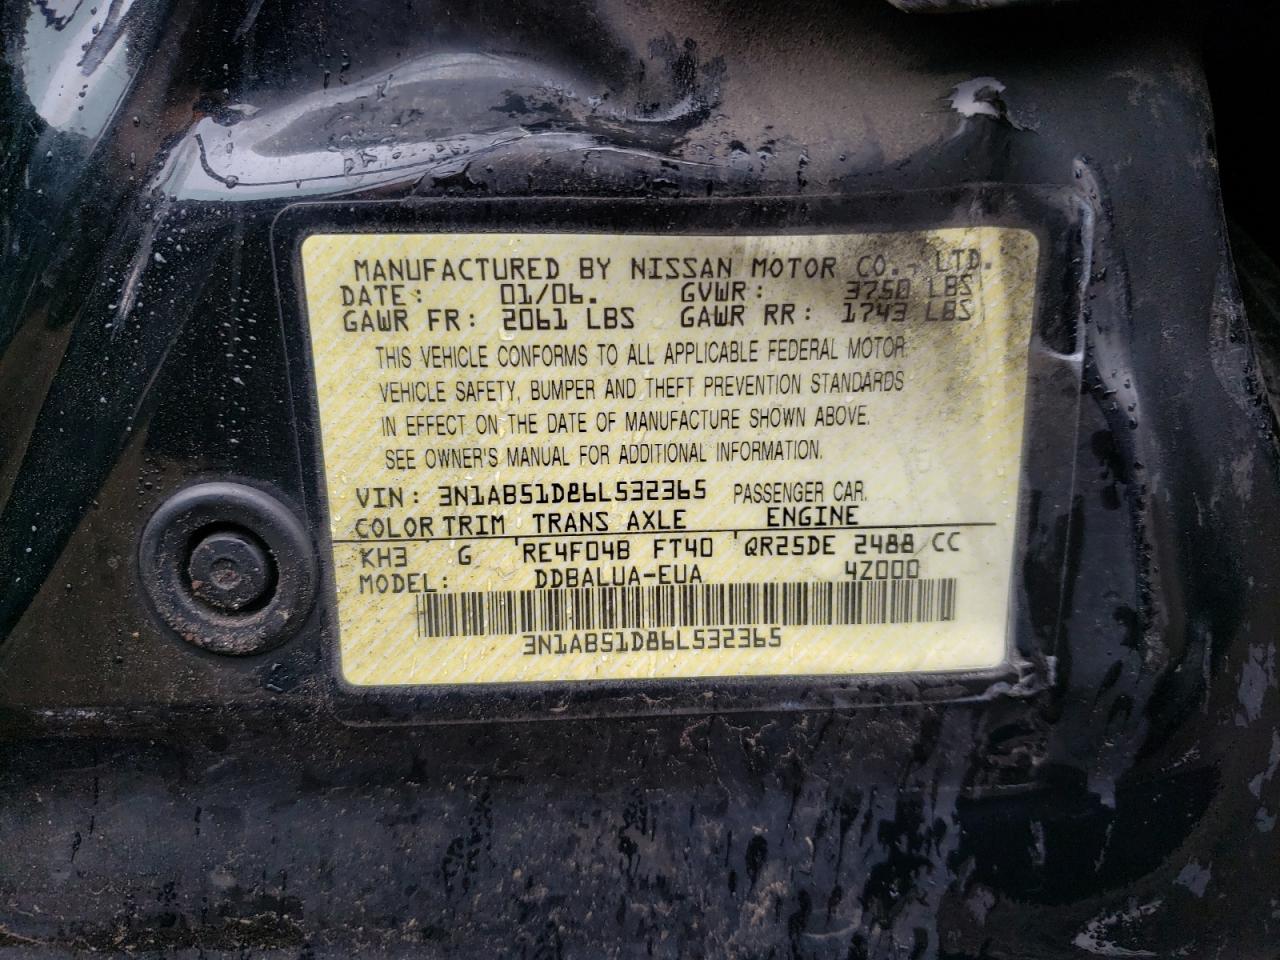 MANUFACTURED BY NISSAN MOTOR CO., LTD.
DATE: 01/06. GVWR: 3750 LBS
GAWR FR: 2061 LBS GAWR RR: 1743 LBS
THIS VEHICLE CONFORMS TO ALL APPLICABLE FEDERAL MOTOR
VEHICLE SAFETY, BUMPER AND THEFT PREVENTION STANDARDS
IN EFFECT ON THE DATE OF MANUFACTURE SHOWN ABOVE.
SEE OWNER'S MANUAL FOR ADDITIONAL INFORMATION.
VIN: 3N1AB51D86L532365 PASSENGER CAR.
COLOR TRIM TRANS AXLE ENGINE
KH3 G RE4F04B FT40 QR25DE 2488 CC
MODEL: DDBALUA-EUA 4Z000
3N1AB51D86L532365